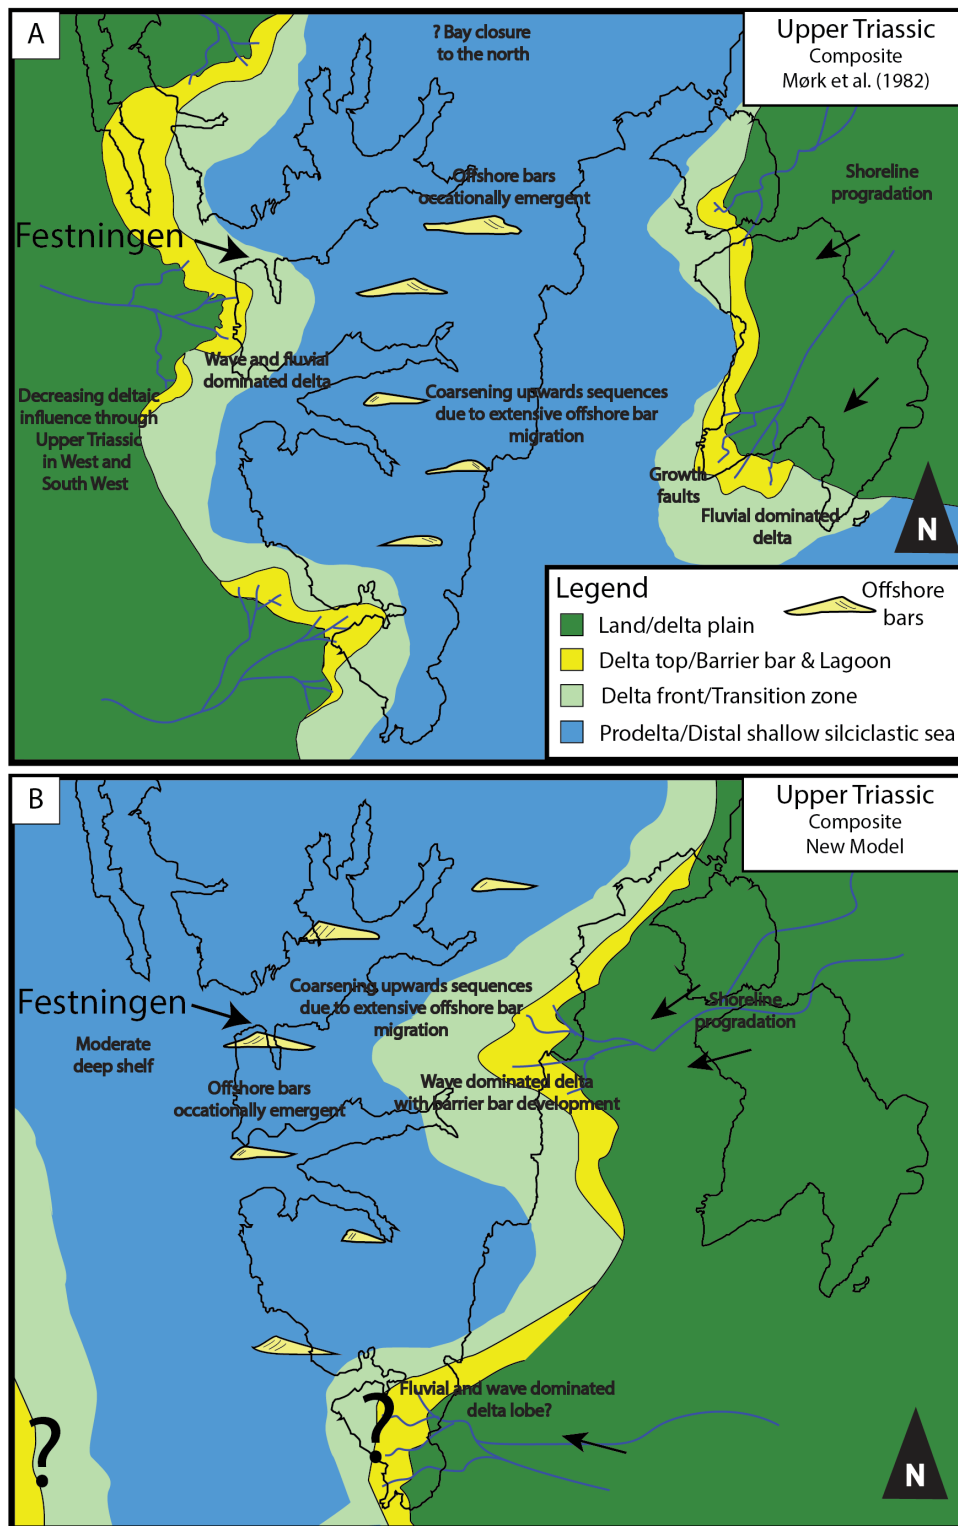 A
Upper Triassic
Composite
Mørk et al. (1982)
? Bay closure
to the north
Offshore bars
occationally emergent
Shoreline
progradation
Festningen
Wave and fluvial
dominated delta
Decreasing deltaic
influence through
Upper Triassic
in West and
South West
Coarsening upwards sequences
due to extensive offshore bar
migration
Growth
faults
Fluvial dominated
delta
N
Legend
Offshore
bars
Land/delta plain
Delta top/Barrier bar & Lagoon
Delta front/Transition zone
Prodelta/Distal shallow silciclastic sea
B
Upper Triassic
Composite
New Model
Coarsening upwards sequences
due to extensive offshore bar
migration
Shoreline
progradation
Festningen
Moderate
deep shelf
Offshore bars
occationally emergent
Wave dominated delta
with barrier bar development
Fluvial and wave dominated
delta lobe?
?
?
N